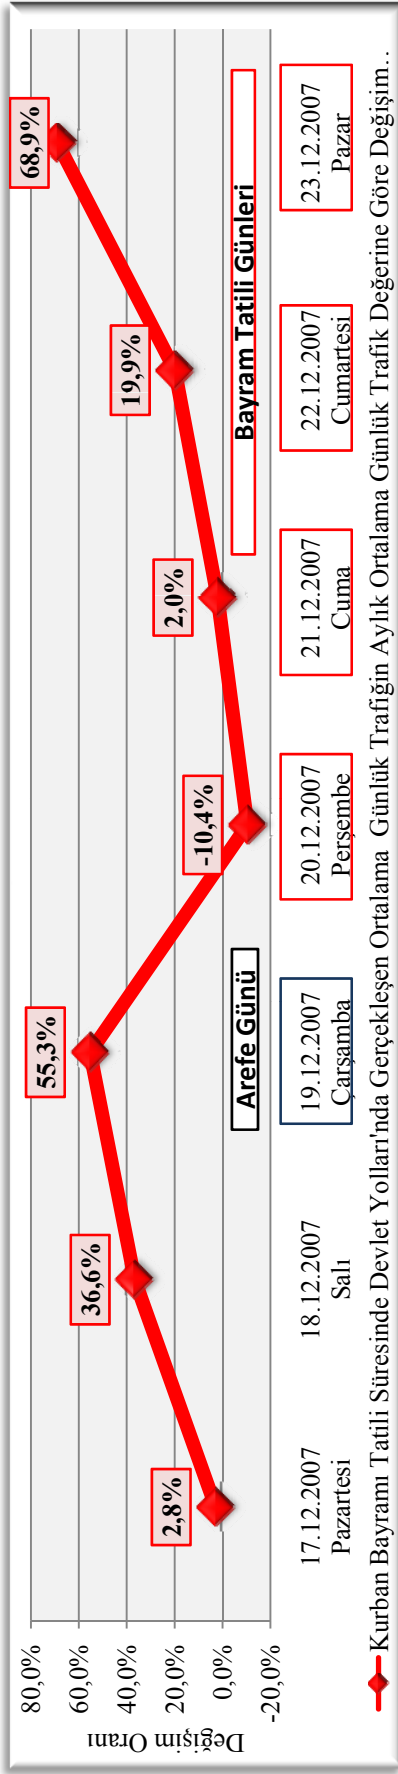 Değişim Oranı
80,0%
60,0%
40,0%
20,0%
0,0%
-20,0%
2,8%
36,6%
55,3%
-10,4%
2,0%
19,9%
68,9%
Arefe Günü
Bayram Tatili Günleri
17.12.2007
Pazartesi
18.12.2007
Salı
19.12.2007
Çarşamba
20.12.2007
Perşembe
21.12.2007
Cuma
22.12.2007
Cumartesi
23.12.2007
Pazar
Kurban Bayramı Tatili Süresinde Devlet Yolları'nda Gerçekleşen Ortalama Günlük Trafiğin Aylık Ortalama Günlük Trafik Değerine Göre Değişim..